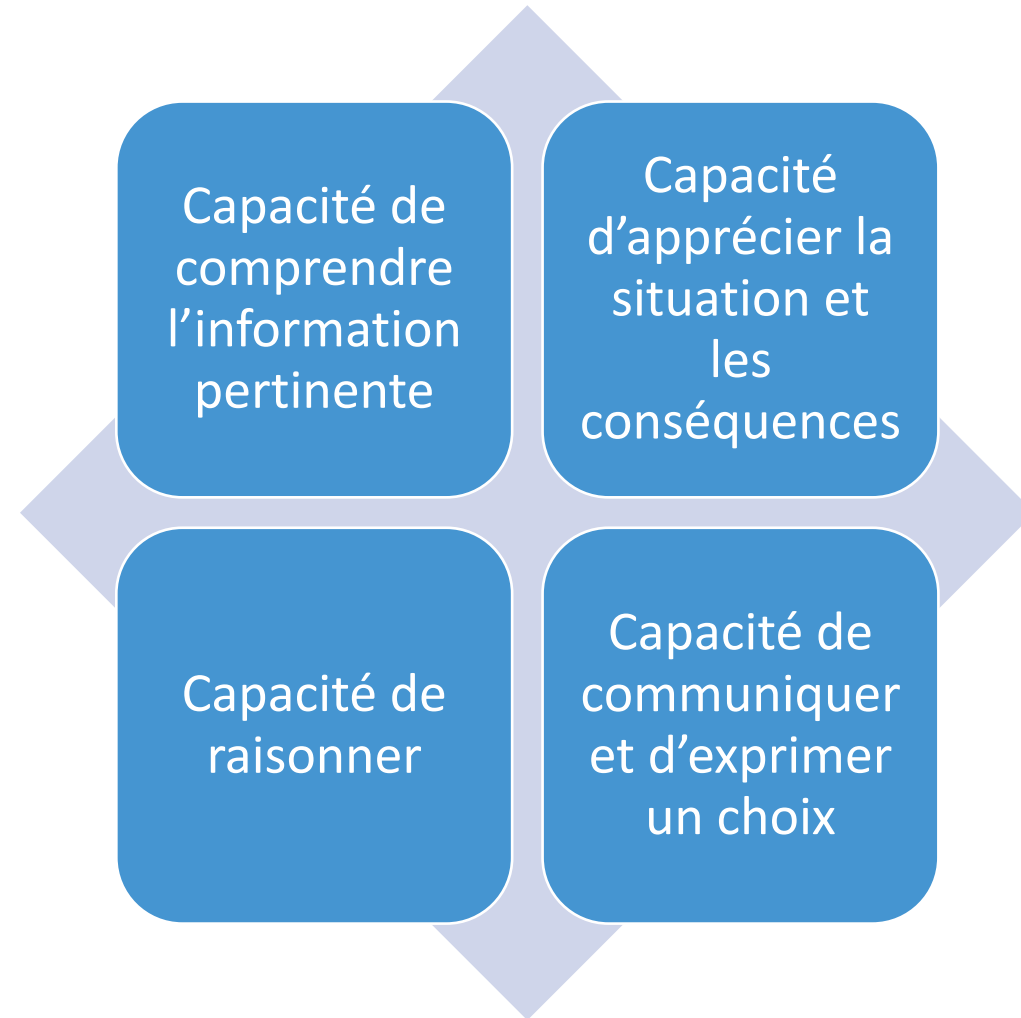 Capacité de
comprendre
l’information
pertinente
Capacité
d’apprécier la
situation et
les
conséquences
Capacité de
raisonner
Capacité de
communiquer
et d’exprimer
un choix